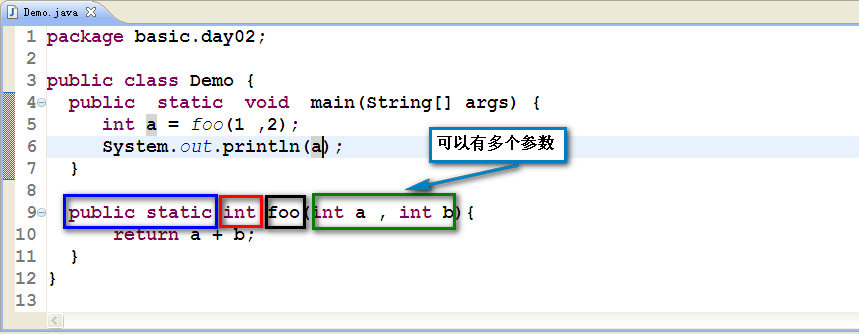 Demo.java
1 package basic.day02;
2
3 public class Demo {
4 public static void main(String[] args) {
5 int a = foo(1 ,2);
6 System.out.println(a);
可以有多个参数
7 }
8
9 public static int foo(int a , int b){
10 return a + b;
11 }
12 }
13